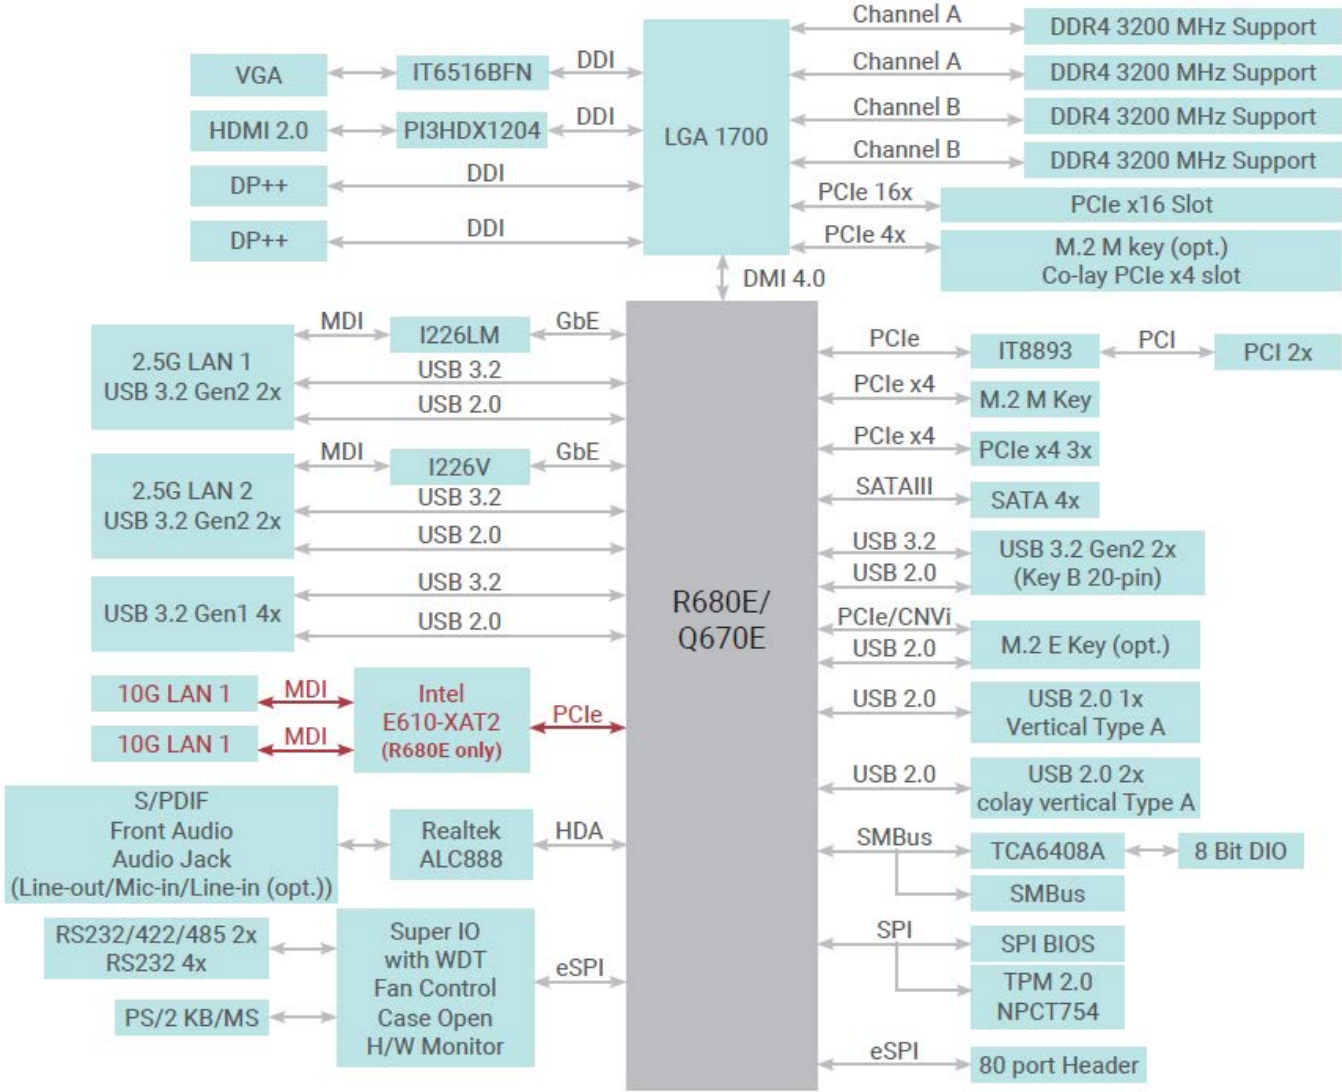 VGA
IT6516BFN
DDI
HDMI 2.0
PI3HDX1204
DDI
DP++
DDI
DP++
DDI
LGA 1700
Channel A
DDR4 3200 MHz Support
Channel A
DDR4 3200 MHz Support
Channel B
DDR4 3200 MHz Support
Channel B
DDR4 3200 MHz Support
PCIe 16x
PCIe x16 Slot
PCIe 4x
M.2 M key (opt.)
Co-lay PCIe x4 slot
DMI 4.0
2.5G LAN 1
USB 3.2 Gen2 2x
MDI
I226LM
GbE
USB 3.2
USB 2.0
2.5G LAN 2
USB 3.2 Gen2 2x
MDI
I226V
GbE
USB 3.2
USB 2.0
USB 3.2 Gen1 4x
USB 3.2
USB 2.0
10G LAN 1
MDI
10G LAN 1
MDI
Intel
E610-XAT2
(R680E only)
PCIe
S/PDIF
Front Audio
Audio Jack
(Line-out/Mic-in/Line-in (opt.))
Realtek
ALC888
HDA
RS232/422/485 2x
RS232 4x
PS/2 KB/MS
Super IO
with WDT
Fan Control
Case Open
H/W Monitor
eSPI
R680E/
Q670E
PCIe
IT8893
PCI
PCI 2x
PCIe x4
M.2 M Key
PCIe x4
PCIe x4 3x
SATAIII
SATA 4x
USB 3.2
USB 2.0
USB 3.2 Gen2 2x
(Key B 20-pin)
PCIe/CNVi
USB 2.0
M.2 E Key (opt.)
USB 2.0
USB 2.0 1x
Vertical Type A
USB 2.0
USB 2.0 2x
colay vertical Type A
SMBus
TCA6408A
8 Bit DIO
SMBus
SPI
SPI BIOS
TPM 2.0
NPCT754
eSPI
80 port Header